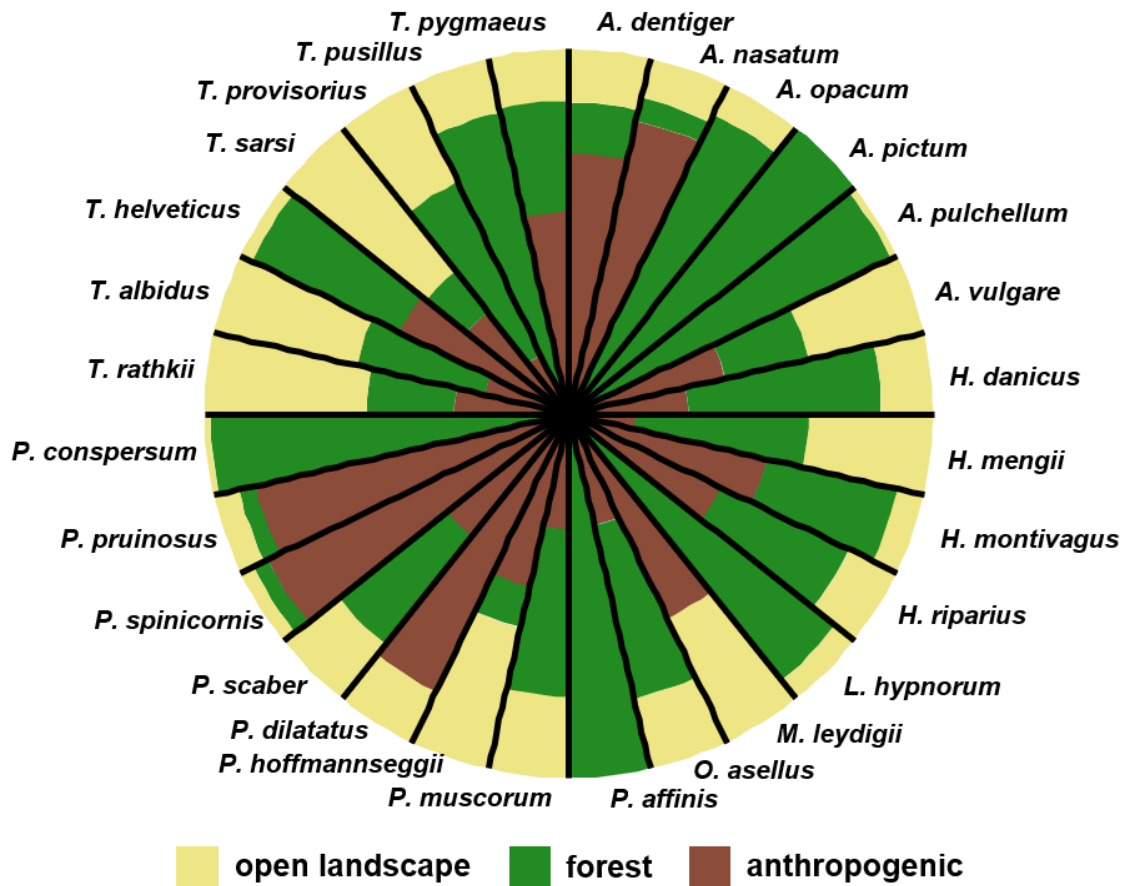 T. pygmaeus
A. dentiger
T. pusillus
A. nasatum
T. provisorius
A. opacum
T. sarsi
A. pictum
T. helveticus
A. pulchellum
T. albidus
A. vulgare
T. rathkii
H. danicus
P. conspersum
H. mengii
P. pruinosus
H. montivagus
P. spinicornis
H. riparius
P. scaber
L. hypnorum
P. dilatatus
M. leydigii
P. hoffmannseggii
O. asellus
P. muscorum
P. affinis
open landscape
forest
anthropogenic